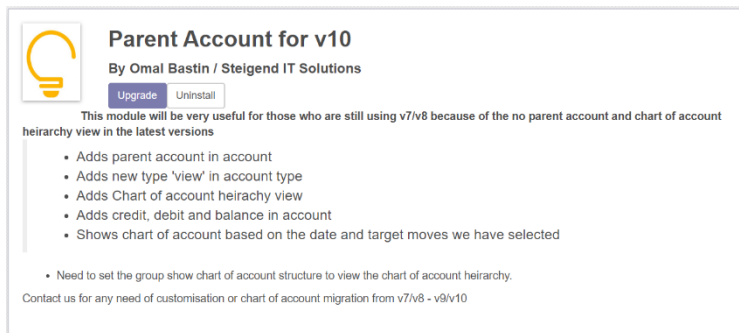 Parent Account for v10
By Omal Bastin / Steigend IT Solutions
Upgrade Uninstall
This module will be very useful for those who are still using v7/v8 because of the no parent account and chart of account
heirarchy view in the latest versions
• Adds parent account in account
• Adds new type 'view' in account type
• Adds Chart of account heirachy view
• Adds credit, debit and balance in account
• Shows chart of account based on the date and target moves we have selected
• Need to set the group show chart of account structure to view the chart of account heirarchy.
Contact us for any need of customisation or chart of account migration from v7/v8 - v9/v10